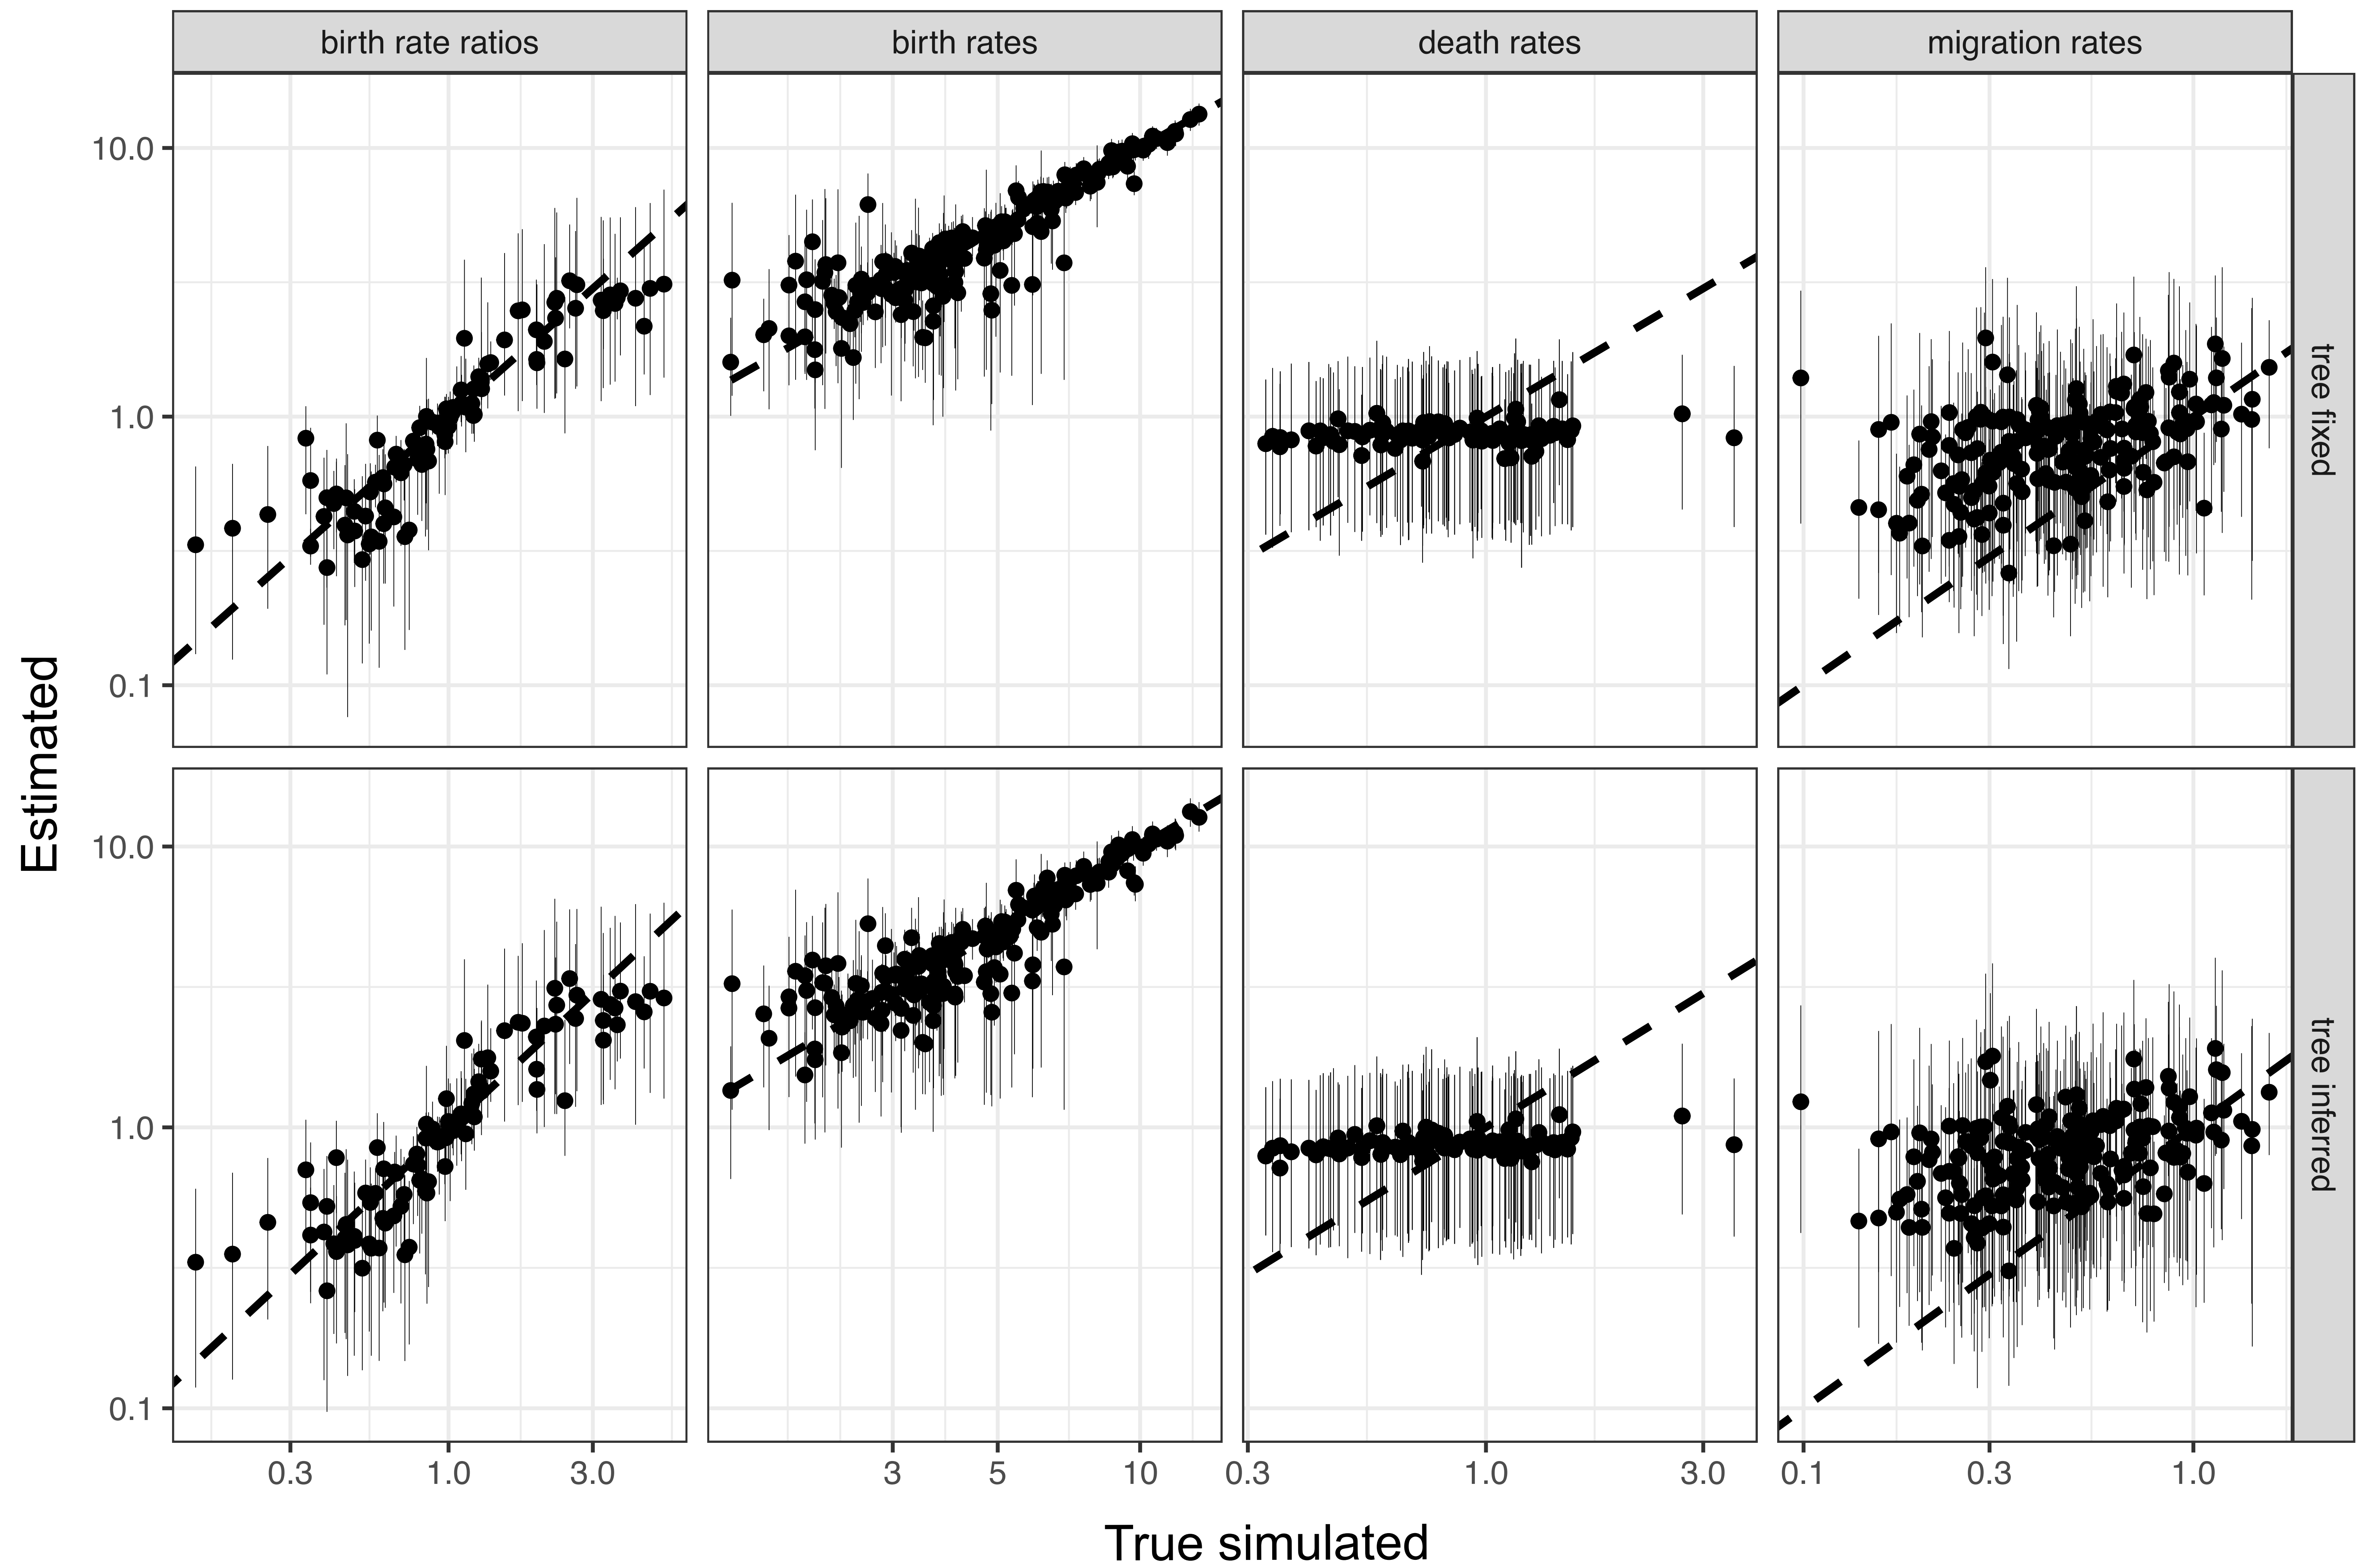 birth rate ratios
birth rates
death rates
migration rates
10.0
1.0
0.1
tree fixed
Estimated
10.0
1.0
0.1
tree inferred
0.3 1.0 3.0
3 5 10
0.3 1.0 3.0
0.1 0.3 1.0
True simulated